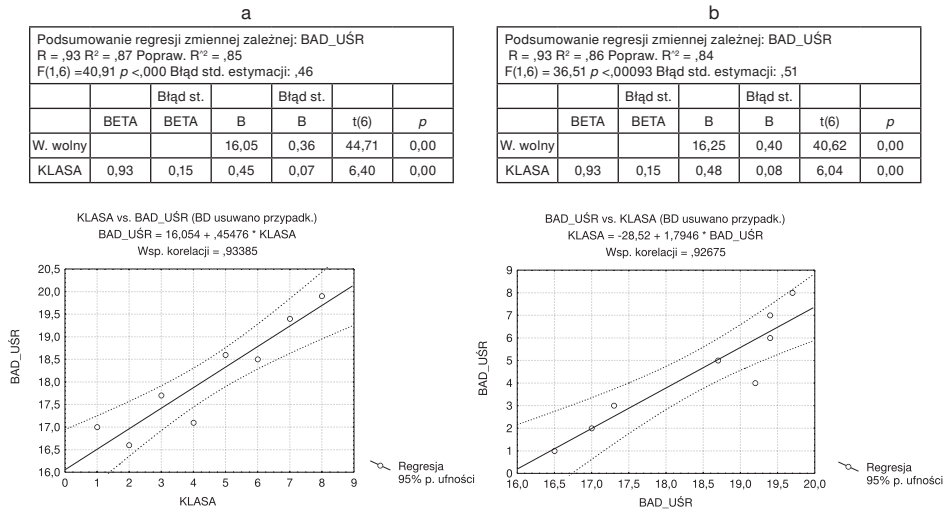 a
Podsumowanie regresji zmiennej zależnej: BAD_UŚR
R = ,93 R² = ,87 Popraw. R^² = ,85
F(1,6) =40,91 p <,000 Błąd std. estymacji: ,46
Błąd st. Błąd st.
BETA BETA B B t(6) p
W. wolny 16,05 0,36 44,71 0,00
KLASA 0,93 0,15 0,45 0,07 6,40 0,00
KLASA vs. BAD_UŚR (BD usuwano przypadk.)
BAD_UŚR = 16,054 + ,45476 * KLASA
Wsp. korelacji = ,93385
20,5
20,0
19,5
19,0
18,5
18,0
17,5
17,0
16,5
16,0
BAD_UŚR
0 1 2 3 4 5 6 7 8 9
KLASA
Regresja
95% p. ufności
b
Podsumowanie regresji zmiennej zależnej: BAD_UŚR
R = ,93 R² = ,86 Popraw. R^² = ,84
F(1,6) = 36,51 p <,00093 Błąd std. estymacji: ,51
Błąd st. Błąd st.
BETA BETA B B t(6) p
W. wolny 16,25 0,40 40,62 0,00
KLASA 0,93 0,15 0,48 0,08 6,04 0,00
BAD_UŚR vs. KLASA (BD usuwano przypadk.)
KLASA = -28,52 + 1,7946 * BAD_UŚR
Wsp. korelacji = ,92675
9
8
7
6
5
4
3
2
1
0
BAD_UŚR
16,0 16,5 17,0 17,5 18,0 18,5 19,0 19,5 20,0
BAD_UŚR
Regresja
95% p. ufności